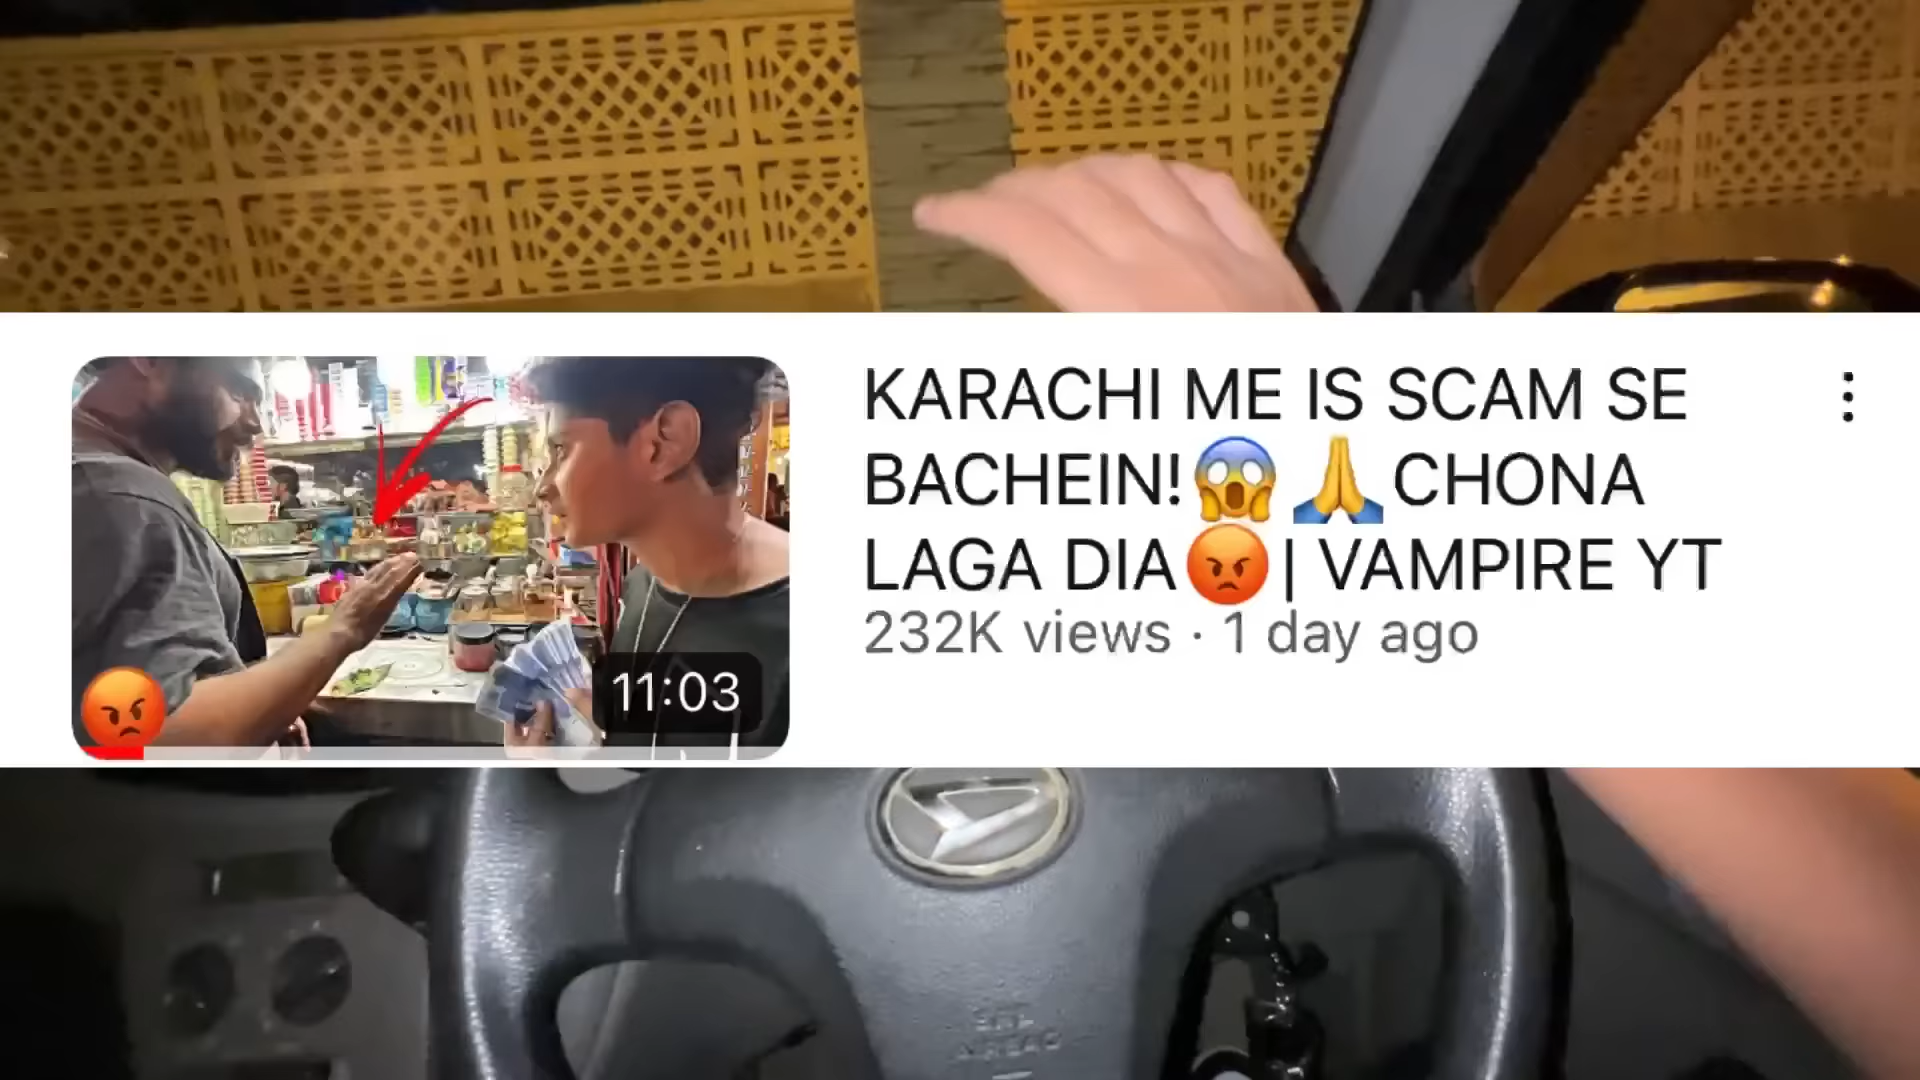 KARACHI ME IS SCAM SE
BACHEIN!😱🙏CHONA
LAGA DIA😡| VAMPIRE YT
232K views · 1 day ago
11:03